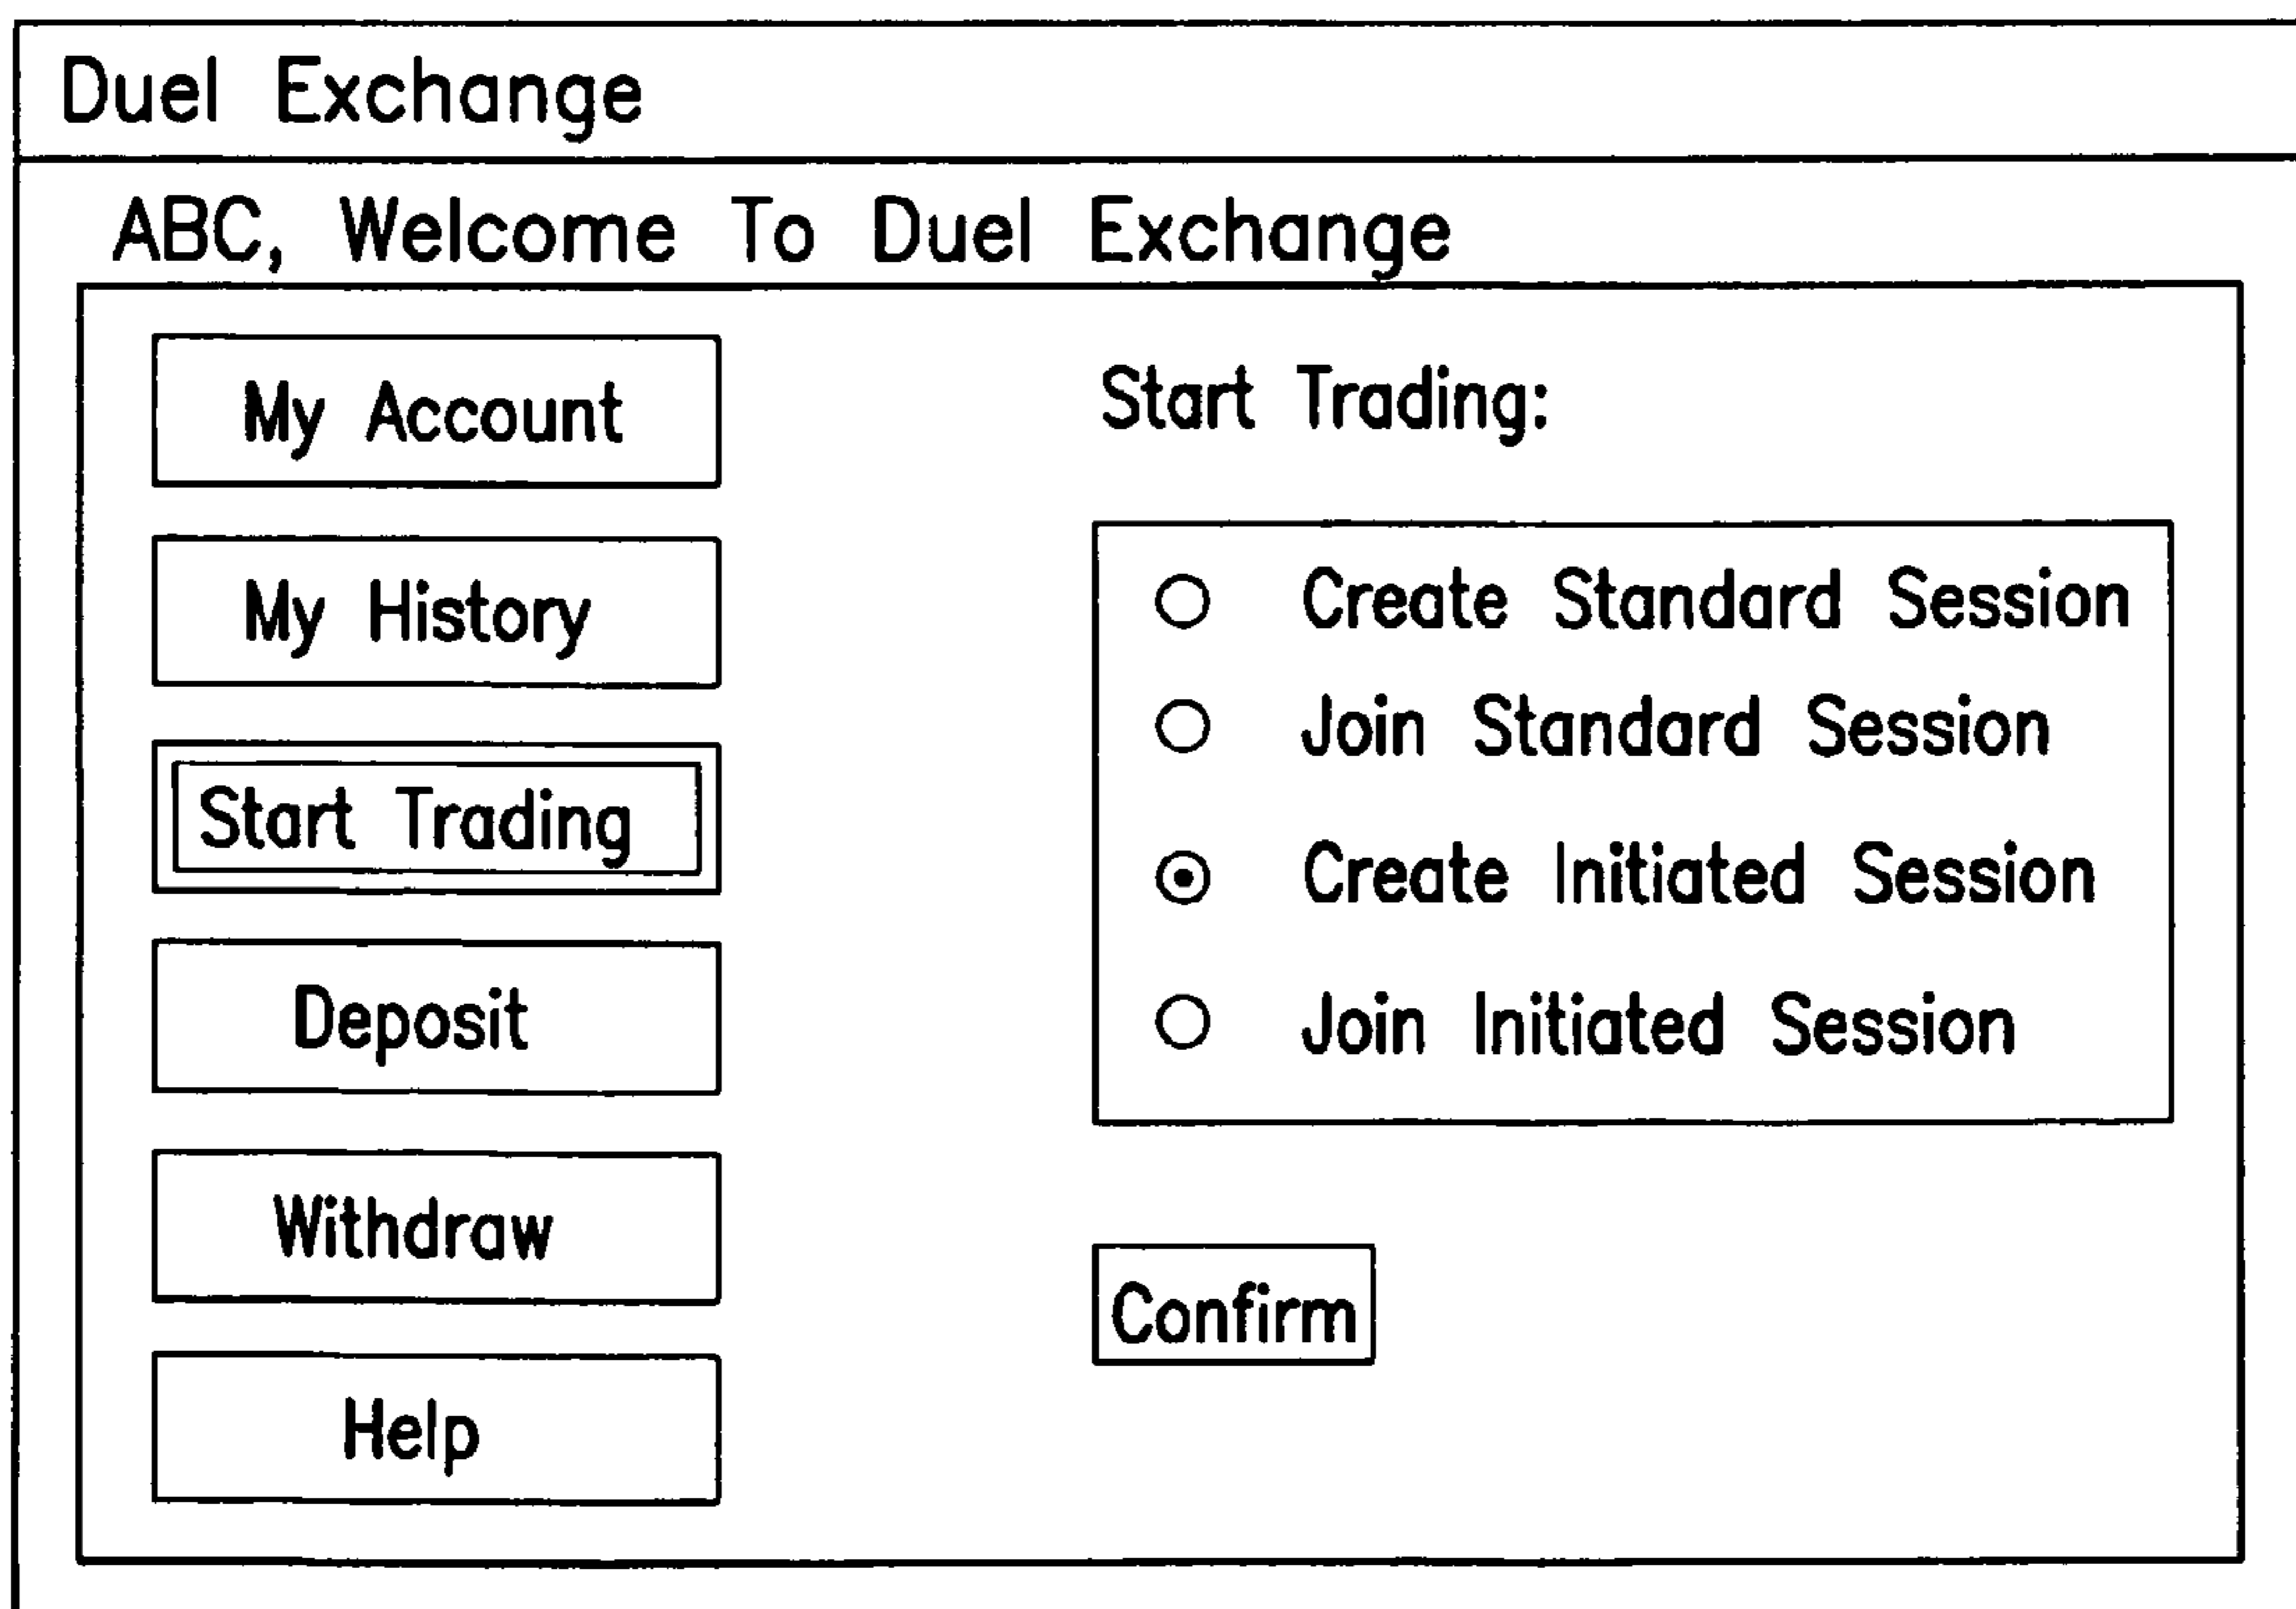 Duel Exchange
ABC, Welcome To Duel Exchange
My Account
My History
Start Trading
Deposit
Withdraw
Help
Start Trading:
Create Standard Session
Join Standard Session
Create Initiated Session
Join Initiated Session
Confirm